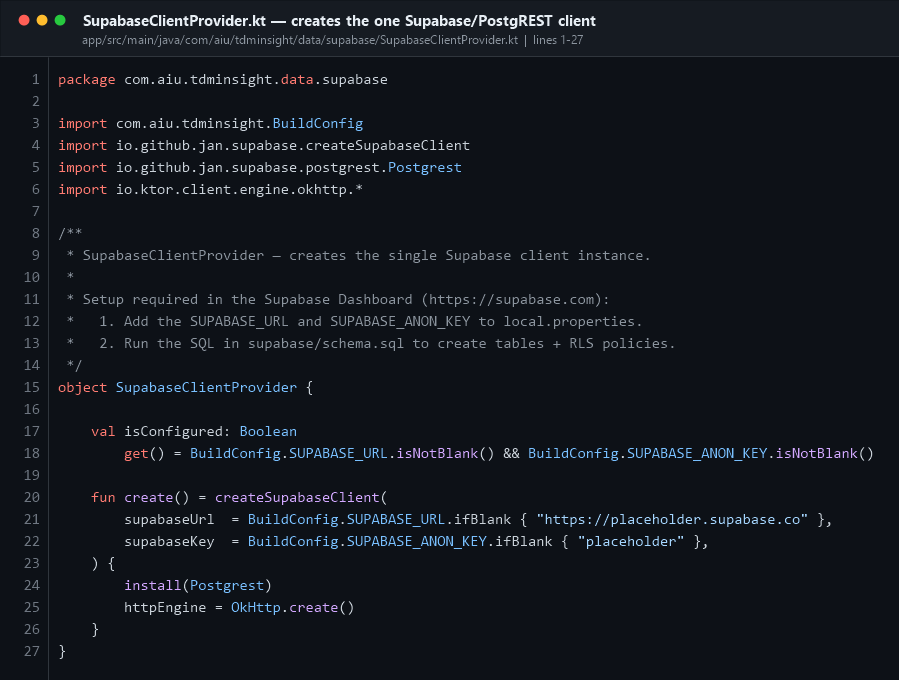 SupabaseClientProvider.kt — creates the one Supabase/PostgREST client
app/src/main/java/com/aiu/tdminsight/data/supabase/SupabaseClientProvider.kt | lines 1-27
1 package com.aiu.tdminsight.data.supabase
2
3 import com.aiu.tdminsight.BuildConfig
4 import io.github.jan.supabase.createSupabaseClient
5 import io.github.jan.supabase.postgrest.Postgrest
6 import io.ktor.client.engine.okhttp.*
7
8 /**
9  * SupabaseClientProvider — creates the single Supabase client instance.
10  *
11  * Setup required in the Supabase Dashboard (https://supabase.com):
12  *   1. Add the SUPABASE_URL and SUPABASE_ANON_KEY to local.properties.
13  *   2. Run the SQL in supabase/schema.sql to create tables + RLS policies.
14  */
15 object SupabaseClientProvider {
16
17     val isConfigured: Boolean
18         get() = BuildConfig.SUPABASE_URL.isNotBlank() && BuildConfig.SUPABASE_ANON_KEY.isNotBlank()
19
20     fun create() = createSupabaseClient(
21         supabaseUrl  = BuildConfig.SUPABASE_URL.ifBlank { "https://placeholder.supabase.co" },
22         supabaseKey  = BuildConfig.SUPABASE_ANON_KEY.ifBlank { "placeholder" },
23     ) {
24         install(Postgrest)
25         httpEngine = OkHttp.create()
26     }
27 }